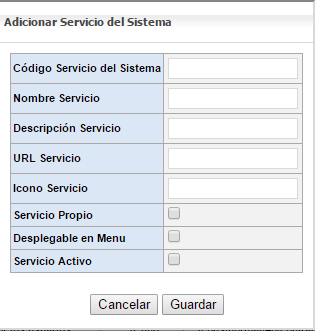 Adicionar Servicio del Sistema
Código Servicio del Sistema
Nombre Servicio
Descripción Servicio
URL Servicio
Icono Servicio
Servicio Propio
Desplegable en Menu
Servicio Activo
Cancelar Guardar